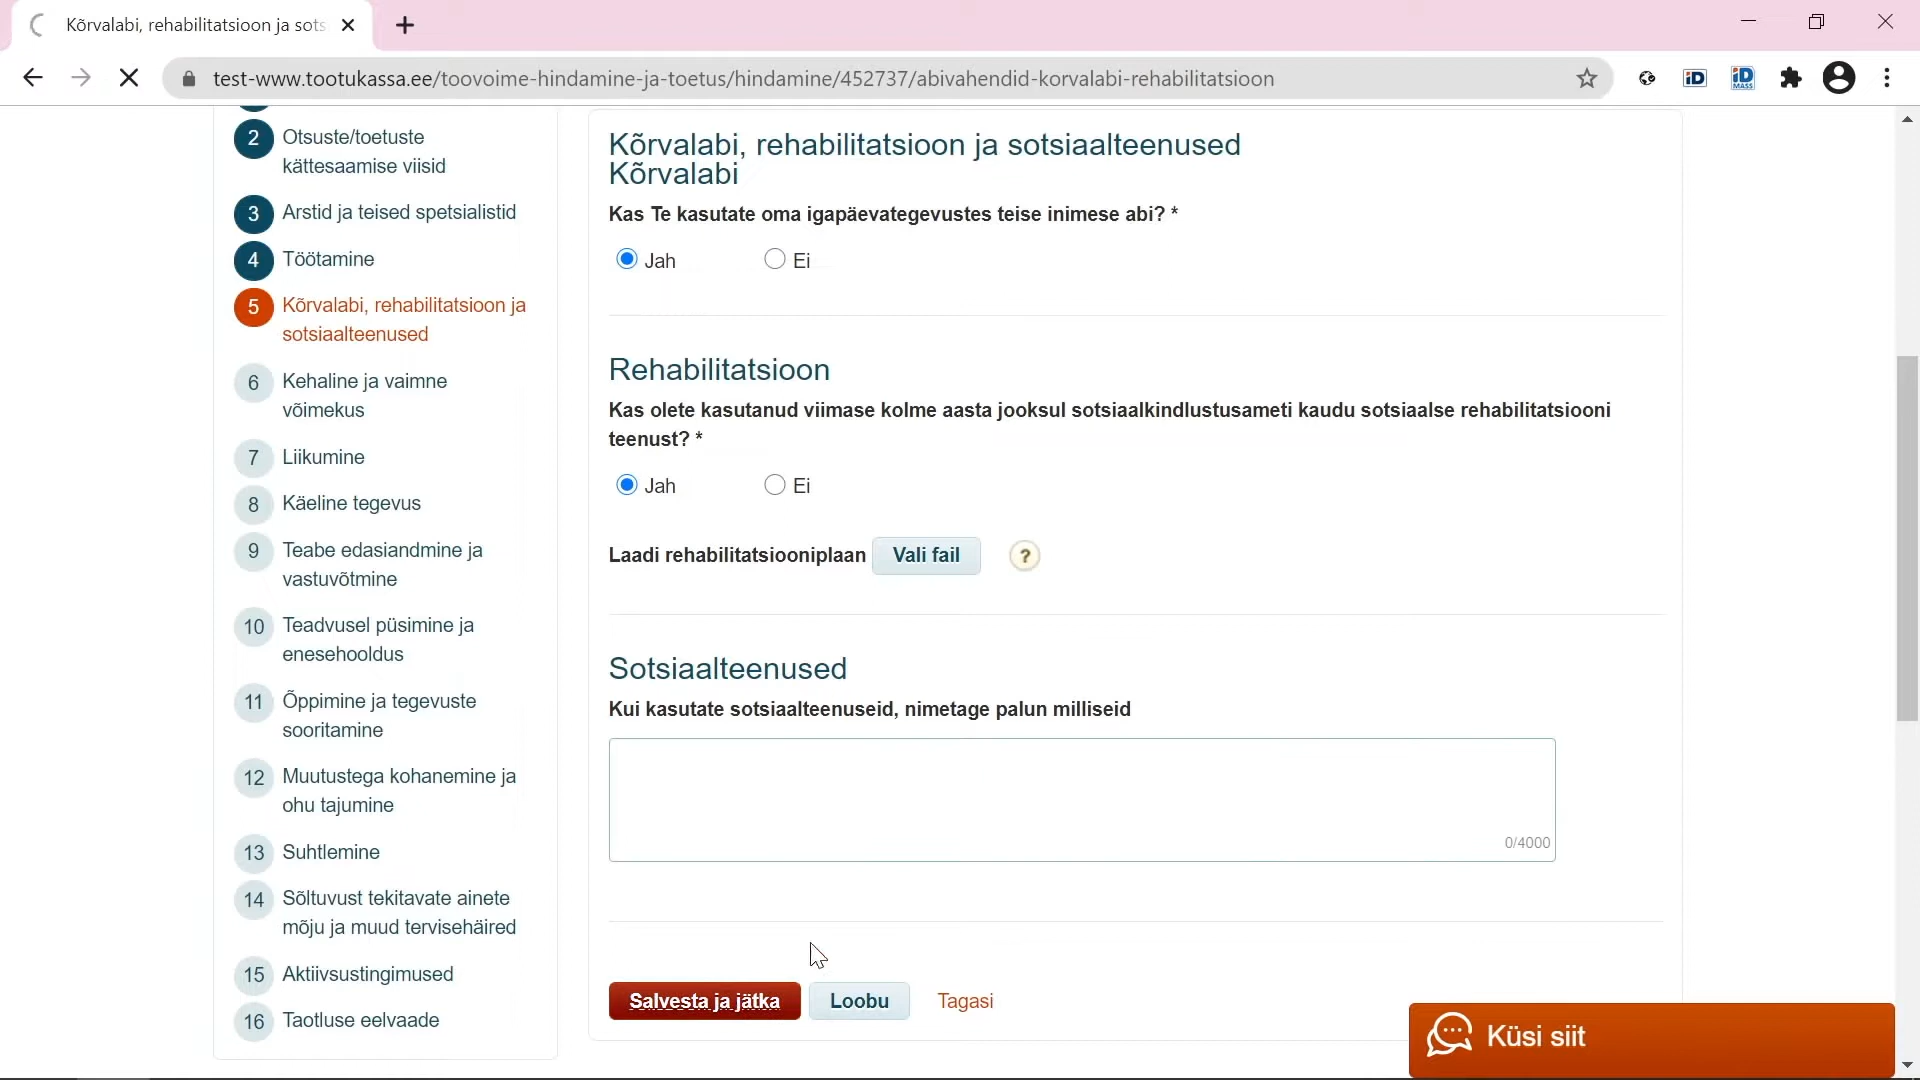 Kõrvalabi, rehabilitatsioon ja sots
test-www.tootukassa.ee/toovoime-hindamine-ja-toetus/hindamine/452737/abivahendid-korvalabi-rehabilitatsioon
iD
iD
MASS
2 Otsuste/toetuste
kättesaamise viisid
3 Arstid ja teised spetsialistid
4 Töötamine
5 Kõrvalabi, rehabilitatsioon ja
sotsiaalteenused
6 Kehaline ja vaimne
võimekus
7 Liikumine
8 Käeline tegevus
9 Teabe edasiandmine ja
vastuvõtmine
10 Teadvusel püsimine ja
enesehooldus
11 Õppimine ja tegevuste
sooritamine
12 Muutustega kohanemine ja
ohu tajumine
13 Suhtlemine
14 Sõltuvust tekitavate ainete
mõju ja muud tervisehäired
15 Aktiivsustingimused
16 Taotluse eelvaade
Kõrvalabi, rehabilitatsioon ja sotsiaalteenused
Kõrvalabi
Kas Te kasutate oma igapäevategevustes teise inimese abi? *
Jah Ei
Rehabilitatsioon
Kas olete kasutanud viimase kolme aasta jooksul sotsiaalkindlustusameti kaudu sotsiaalse rehabilitatsiooni
teenust? *
Jah Ei
Laadi rehabilitatsiooniplaan Vali fail ?
Sotsiaalteenused
Kui kasutate sotsiaalteenuseid, nimetage palun milliseid
0/4000
Salvesta ja jätka Loobu Tagasi
Küsi siit